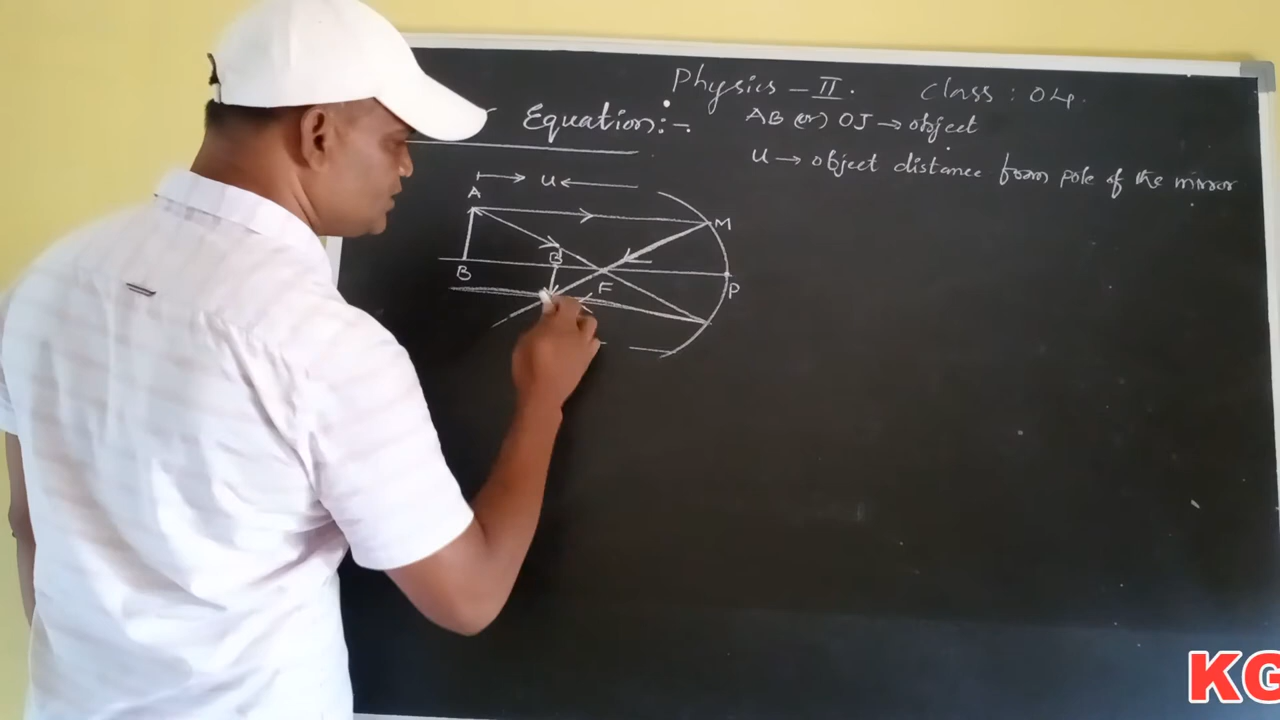 Physics - II. Class: 04.
Equation:-
AB (or) OJ → object
u → object distance from pole of the mirror
u
A
M
B
B'
F
P
KG